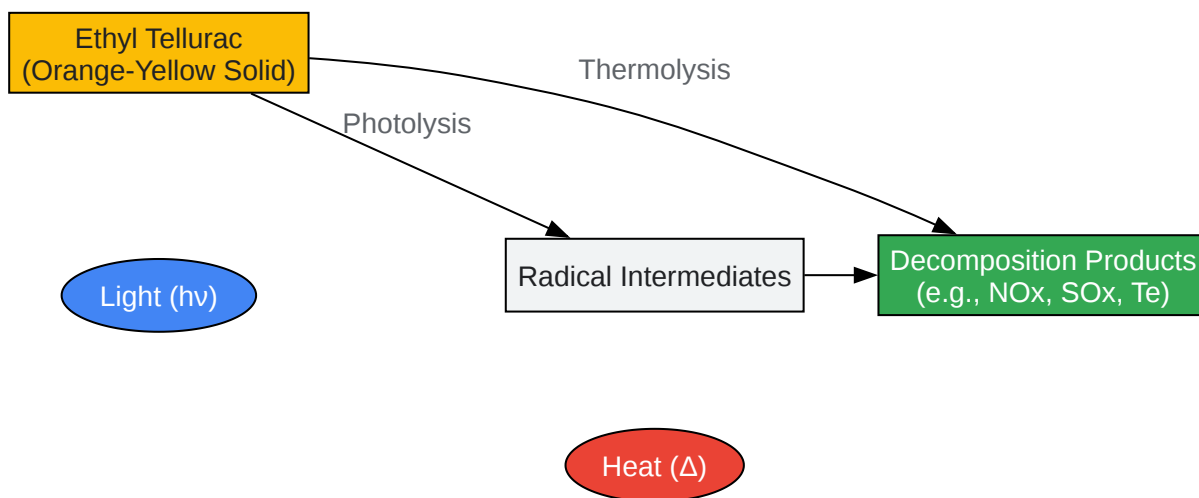 Ethyl Tellurac
(Orange-Yellow Solid)
Thermolysis
Photolysis
Radical Intermediates
Decomposition Products
(e.g., NOx, SOx, Te)
Light (hν)
Heat (Δ)